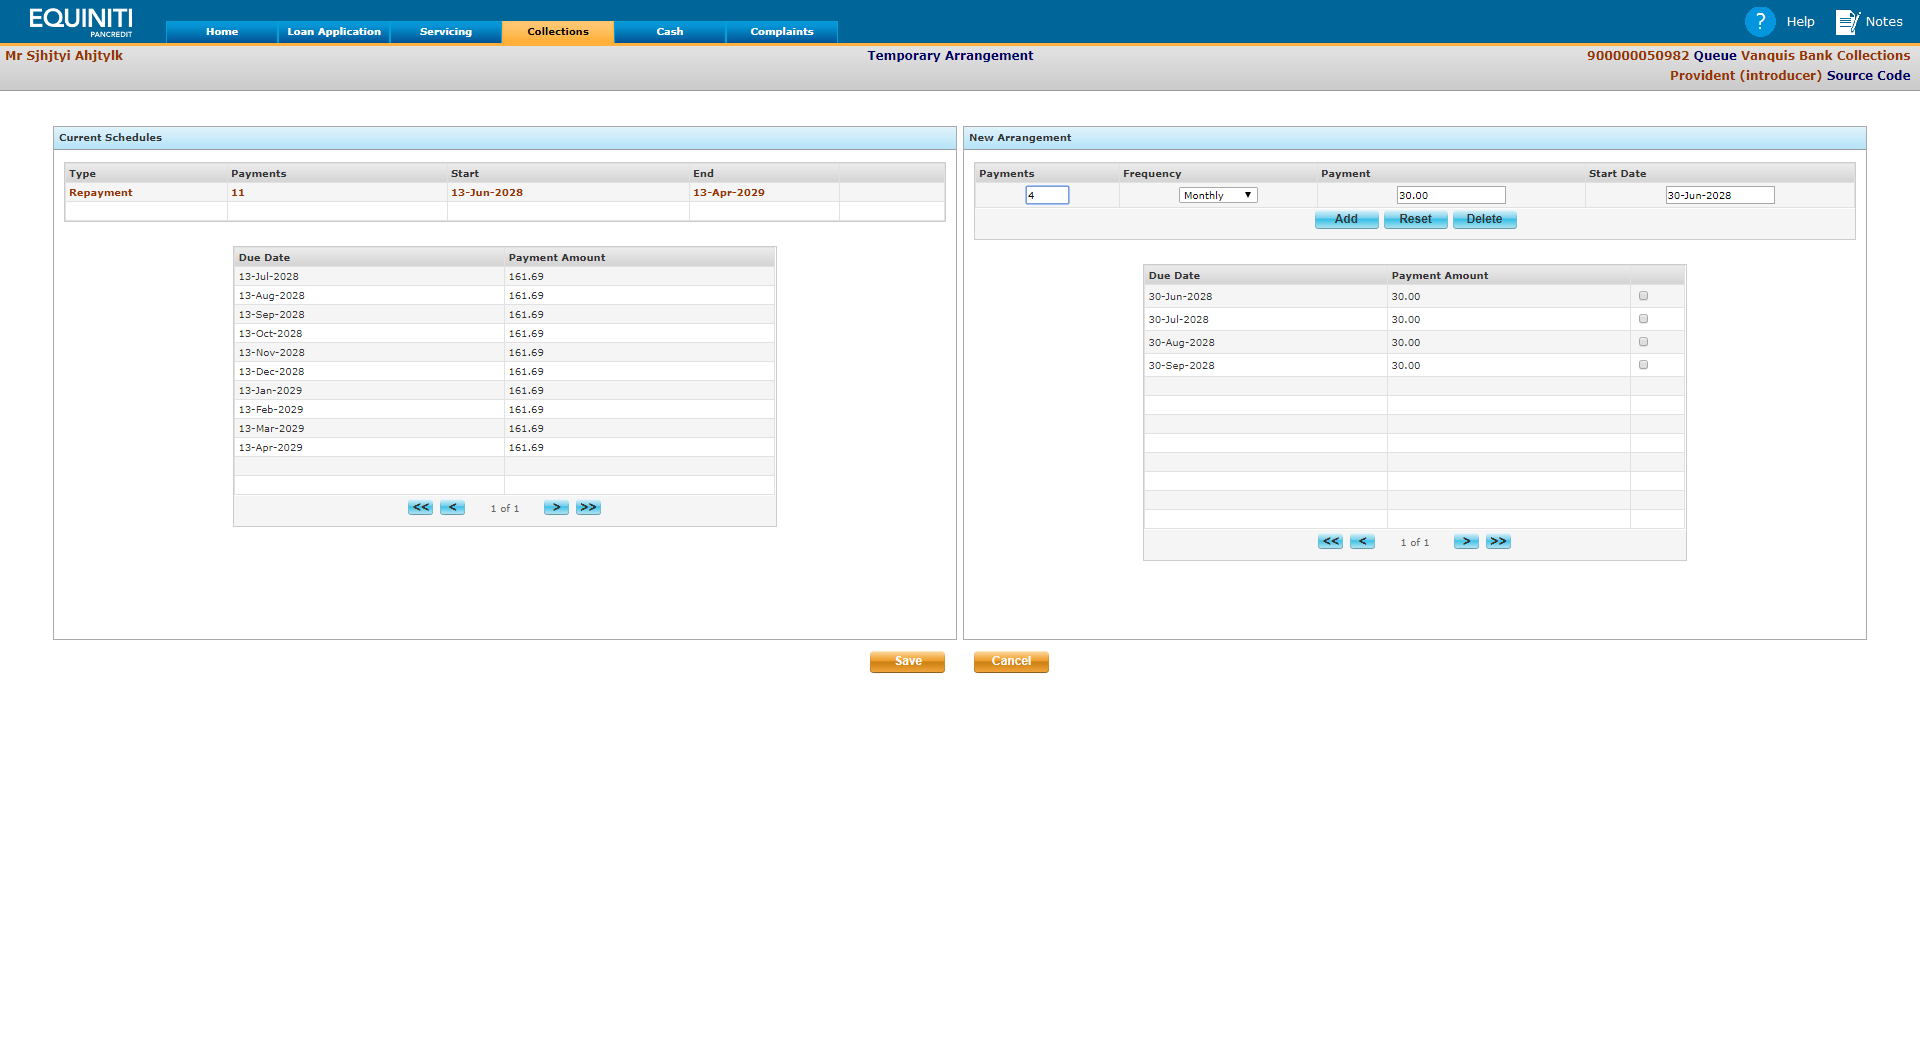 EQUINITI
PANCREDIT
Home Loan Application Servicing Collections Cash Complaints
? Help Notes
Mr Sjhjtyi Ahjtylk Temporary Arrangement 900000050982 Queue Vanquis Bank Collections
Provident (introducer) Source Code
Current Schedules
Type Payments Start End
Repayment 11 13-Jun-2028 13-Apr-2029
Due Date Payment Amount
13-Jul-2028 161.69
13-Aug-2028 161.69
13-Sep-2028 161.69
13-Oct-2028 161.69
13-Nov-2028 161.69
13-Dec-2028 161.69
13-Jan-2029 161.69
13-Feb-2029 161.69
13-Mar-2029 161.69
13-Apr-2029 161.69
<< < 1 of 1 > >>
New Arrangement
Payments Frequency Payment Start Date
4 Monthly 30.00 30-Jun-2028
Add Reset Delete
Due Date Payment Amount
30-Jun-2028 30.00
30-Jul-2028 30.00
30-Aug-2028 30.00
30-Sep-2028 30.00
<< < 1 of 1 > >>
Save Cancel